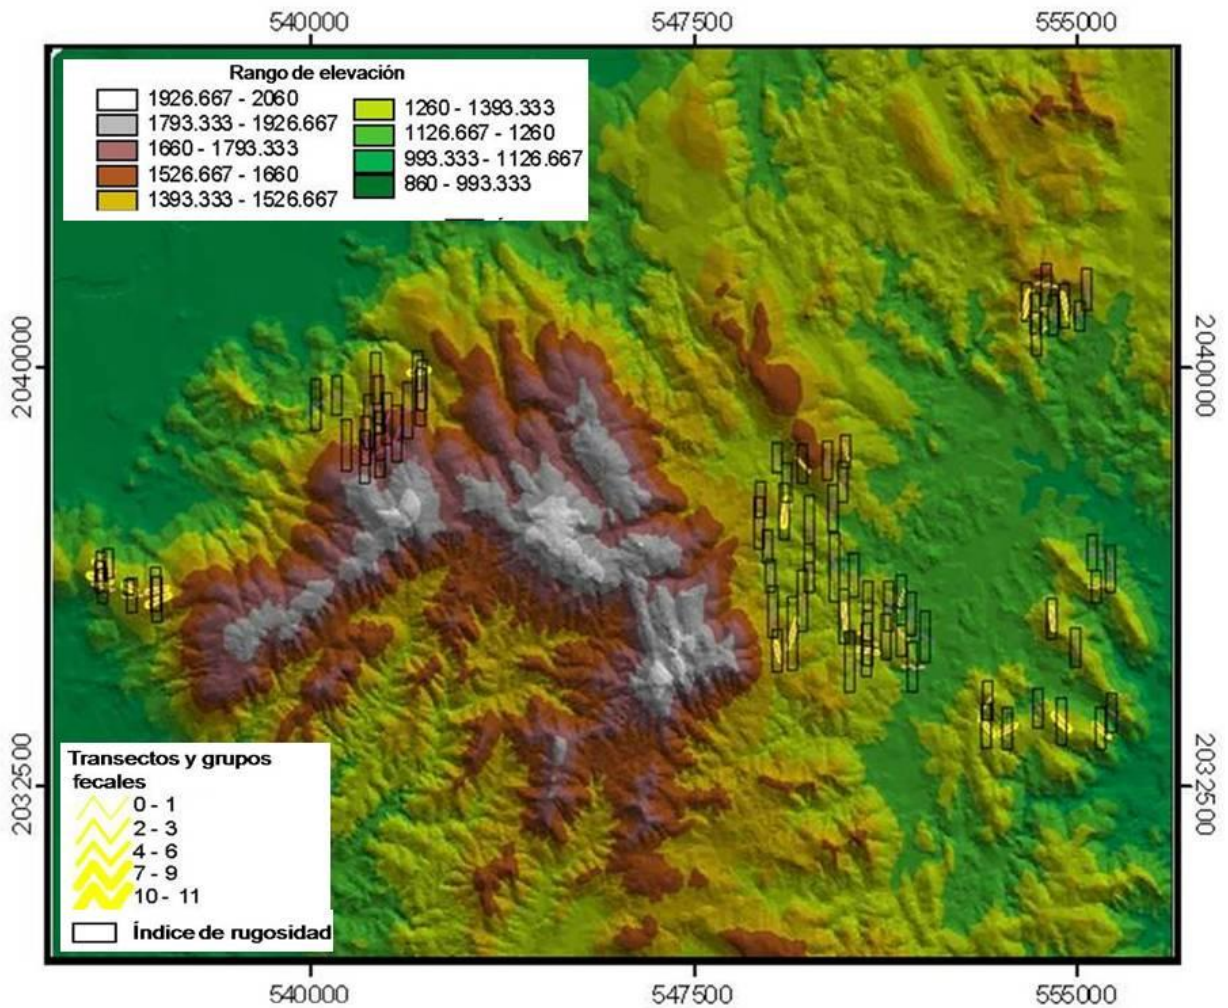 540000
547500
555000
Rango de elevación
1926.667 - 2060
1793.333 - 1926.667
1660 - 1793.333
1526.667 - 1660
1393.333 - 1526.667
1260 - 1393.333
1126.667 - 1260
993.333 - 1126.667
860 - 993.333
2040000
2040000
2032500
2032500
Transectos y grupos
fecales
0 - 1
2 - 3
4 - 6
7 - 9
10 - 11
Índice de rugosidad
540000
547500
555000